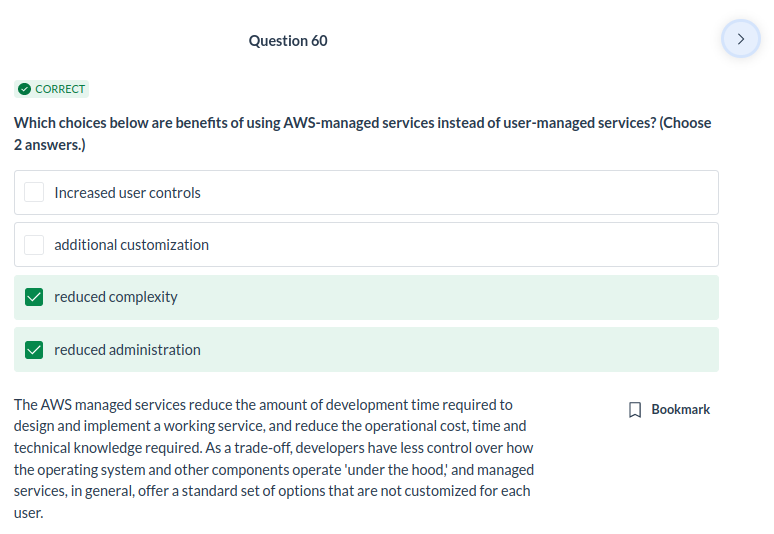 Question 60
CORRECT
Which choices below are benefits of using AWS-managed services instead of user-managed services? (Choose
2 answers.)
Increased user controls
additional customization
reduced complexity
reduced administration
The AWS managed services reduce the amount of development time required to
design and implement a working service, and reduce the operational cost, time and
technical knowledge required. As a trade-off, developers have less control over how
the operating system and other components operate 'under the hood,' and managed
services, in general, offer a standard set of options that are not customized for each
user.
Bookmark